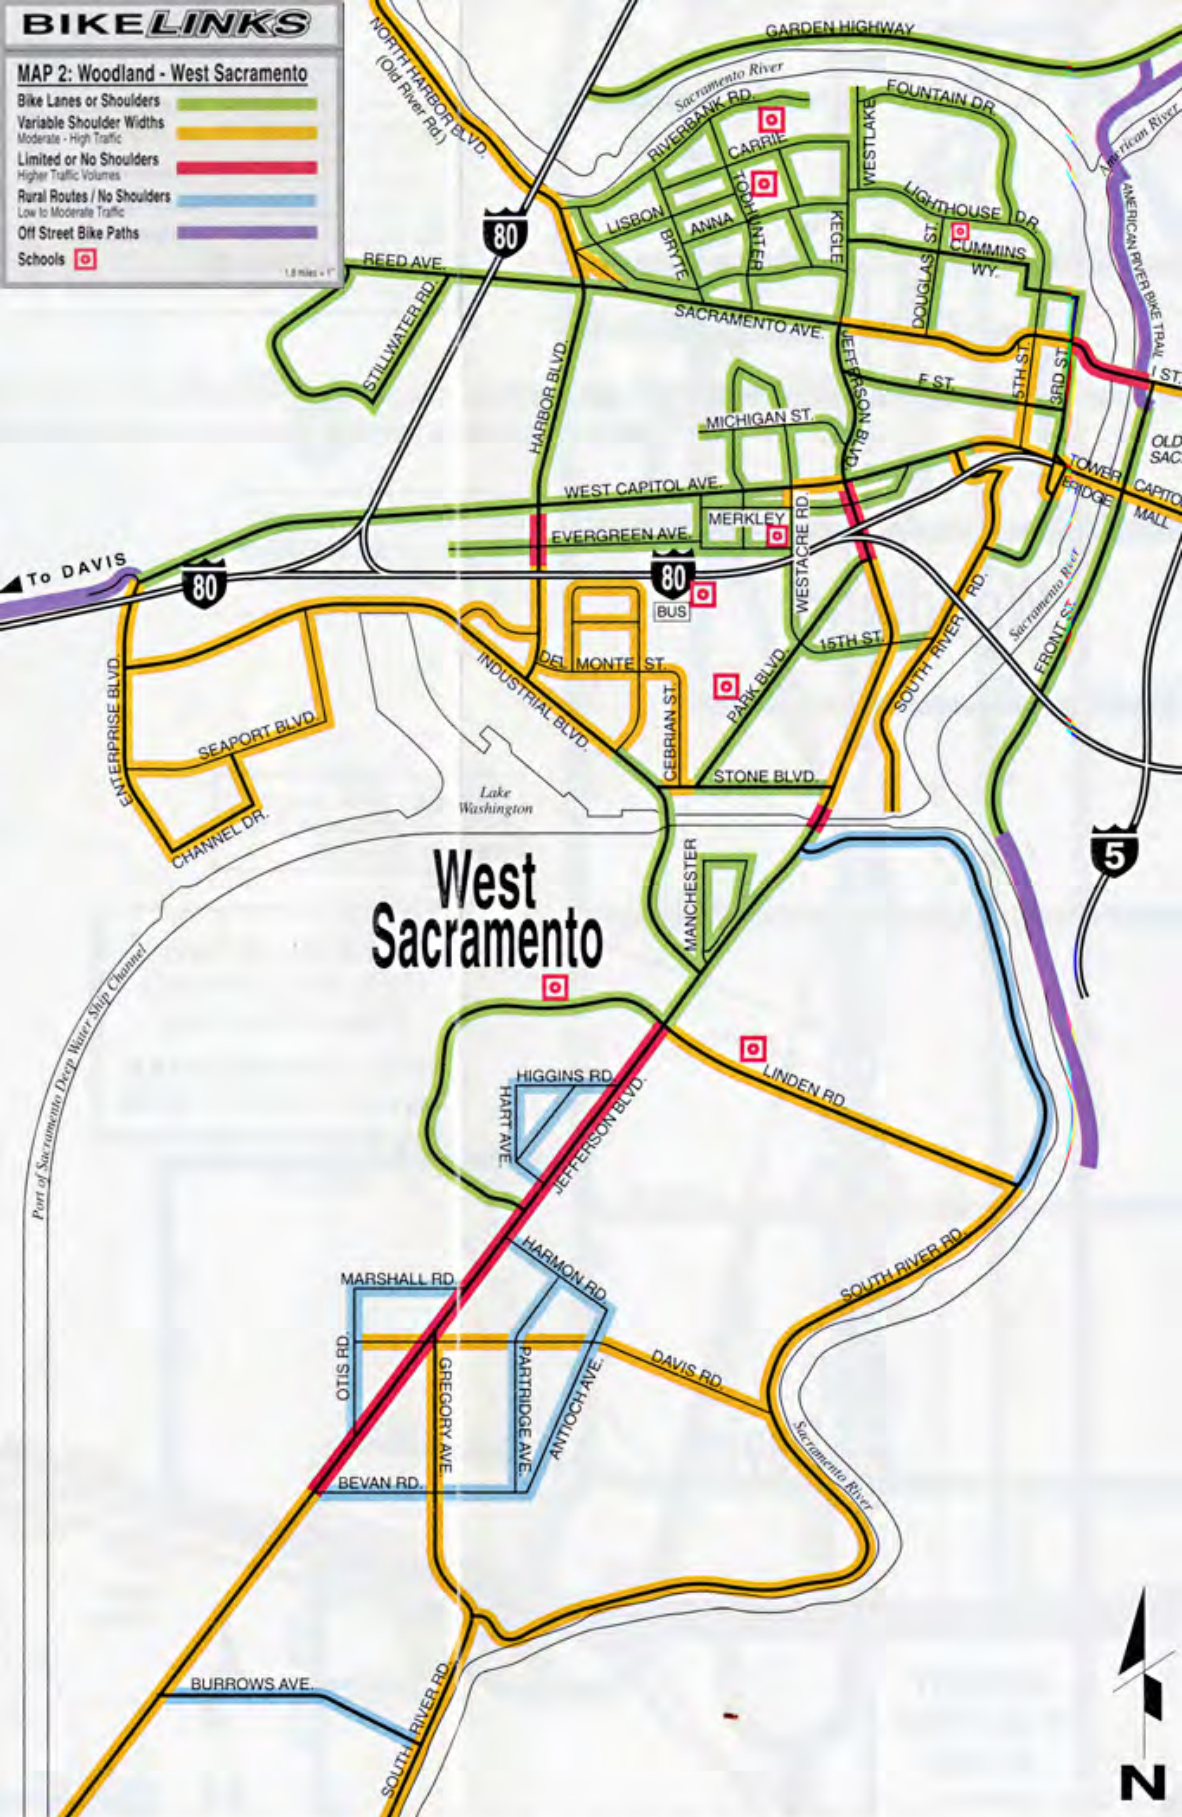 BIKELINKS
MAP 2: Woodland - West Sacramento
Bike Lanes or Shoulders
Variable Shoulder Widths
Moderate - High Traffic
Limited or No Shoulders
Higher Traffic Volumes
Rural Routes / No Shoulders
Low to Moderate Traffic
Off Street Bike Paths
Schools
1.8 miles = 1"
NORTH HARBOR BLVD.
(Old River Rd.)
GARDEN HIGHWAY
Sacramento River
American River
AMERICAN RIVER BIKE TRAIL
RIVERBANK RD.
CARRIE
FOUNTAIN DR.
WESTLAKE
LISBON
ANNA
BRYTE
TODHUNTER
KEGLE
LIGHTHOUSE DR.
DOUGLAS ST.
CUMMINS
WY.
80
REED AVE.
STILLWATER RD.
SACRAMENTO AVE.
HARBOR BLVD.
JEFFERSON BLVD.
F ST.
5TH ST.
3RD ST.
I ST.
OLD
SAC.
MICHIGAN ST.
WEST CAPITOL AVE.
TOWER
BRIDGE
CAPITO
MALL
EVERGREEN AVE.
MERKLEY
WESTACRE RD.
To DAVIS
80
80
BUS
15TH ST.
SOUTH RIVER RD.
Sacramento River
FRONT ST.
ENTERPRISE BLVD.
SEAPORT BLVD.
CHANNEL DR.
INDUSTRIAL BLVD.
DEL MONTE ST.
CEBRIAN ST.
PARK BLVD.
STONE BLVD.
Lake
Washington
5
MANCHESTER
West
Sacramento
Port of Sacramento Deep Water Ship Channel
HIGGINS RD.
HART AVE.
JEFFERSON BLVD.
LINDEN RD
SOUTH RIVER RD.
HARMON RD
MARSHALL RD
OTIS RD
GREGORY AVE.
PARTRIDGE AVE.
ANTIOCH AVE.
DAVIS RD.
BEVAN RD.
Sacramento River
BURROWS AVE.
SOUTH RIVER RD.
N